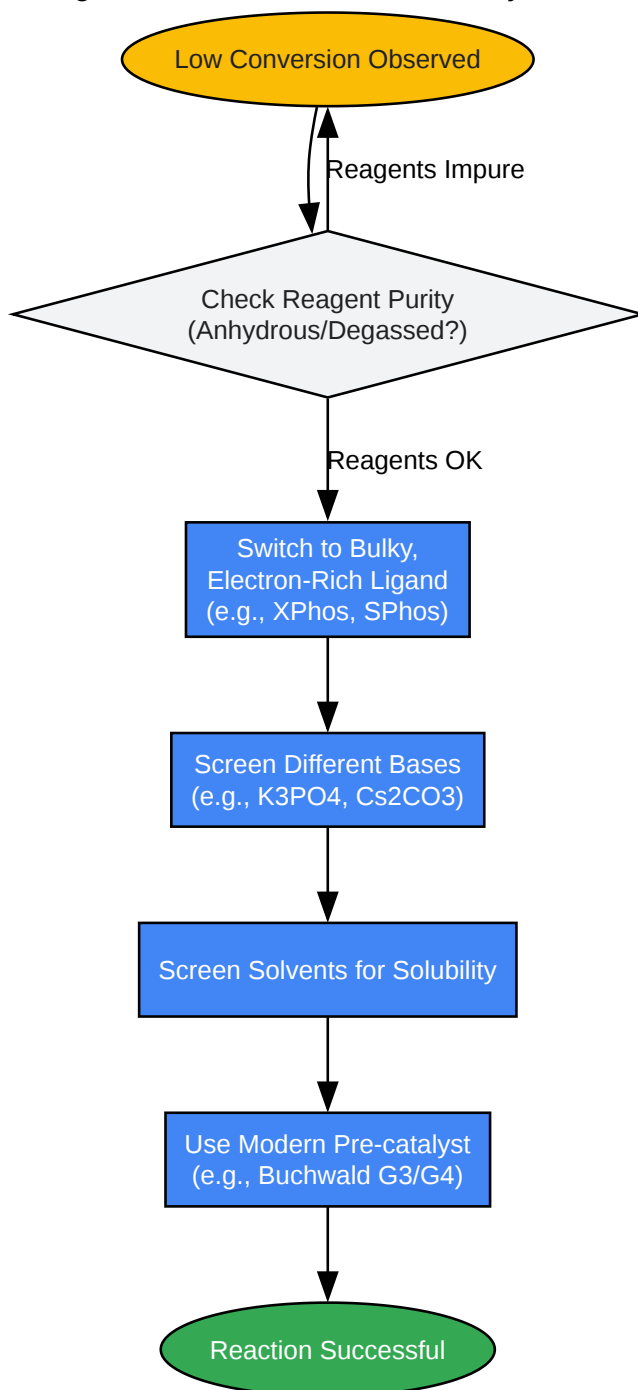 Low Conversion Observed
Reagents Impure
Check Reagent Purity
(Anhydrous/Degassed?)
Reagents OK
Switch to Bulky,
Electron-Rich Ligand
(e.g., XPhos, SPhos)
Screen Different Bases
(e.g., K3PO4, Cs2CO3)
Screen Solvents for Solubility
Use Modern Pre-catalyst
(e.g., Buchwald G3/G4)
Reaction Successful